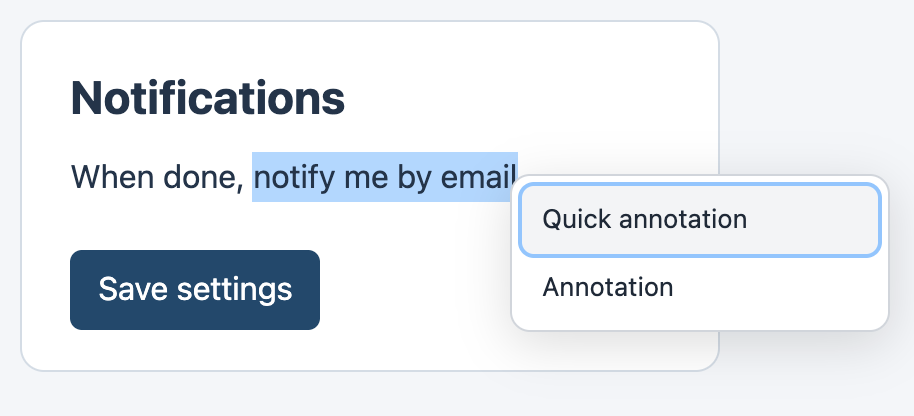 Notifications
When done, notify me by email
Save settings
Quick annotation
Annotation